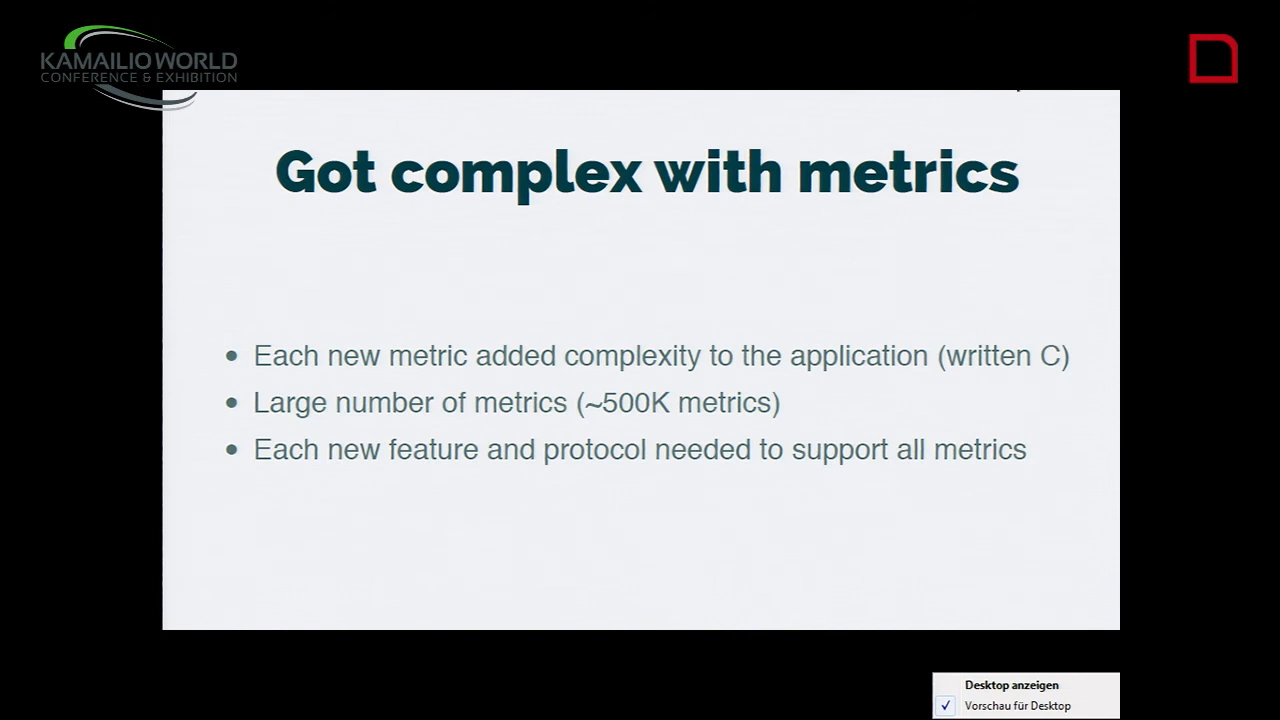 KAMAILIO WORLD
CONFERENCE & EXHIBITION
Got complex with metrics
• Each new metric added complexity to the application (written C)
• Large number of metrics (~500K metrics)
• Each new feature and protocol needed to support all metrics
Desktop anzeigen
✓ Vorschau für Desktop